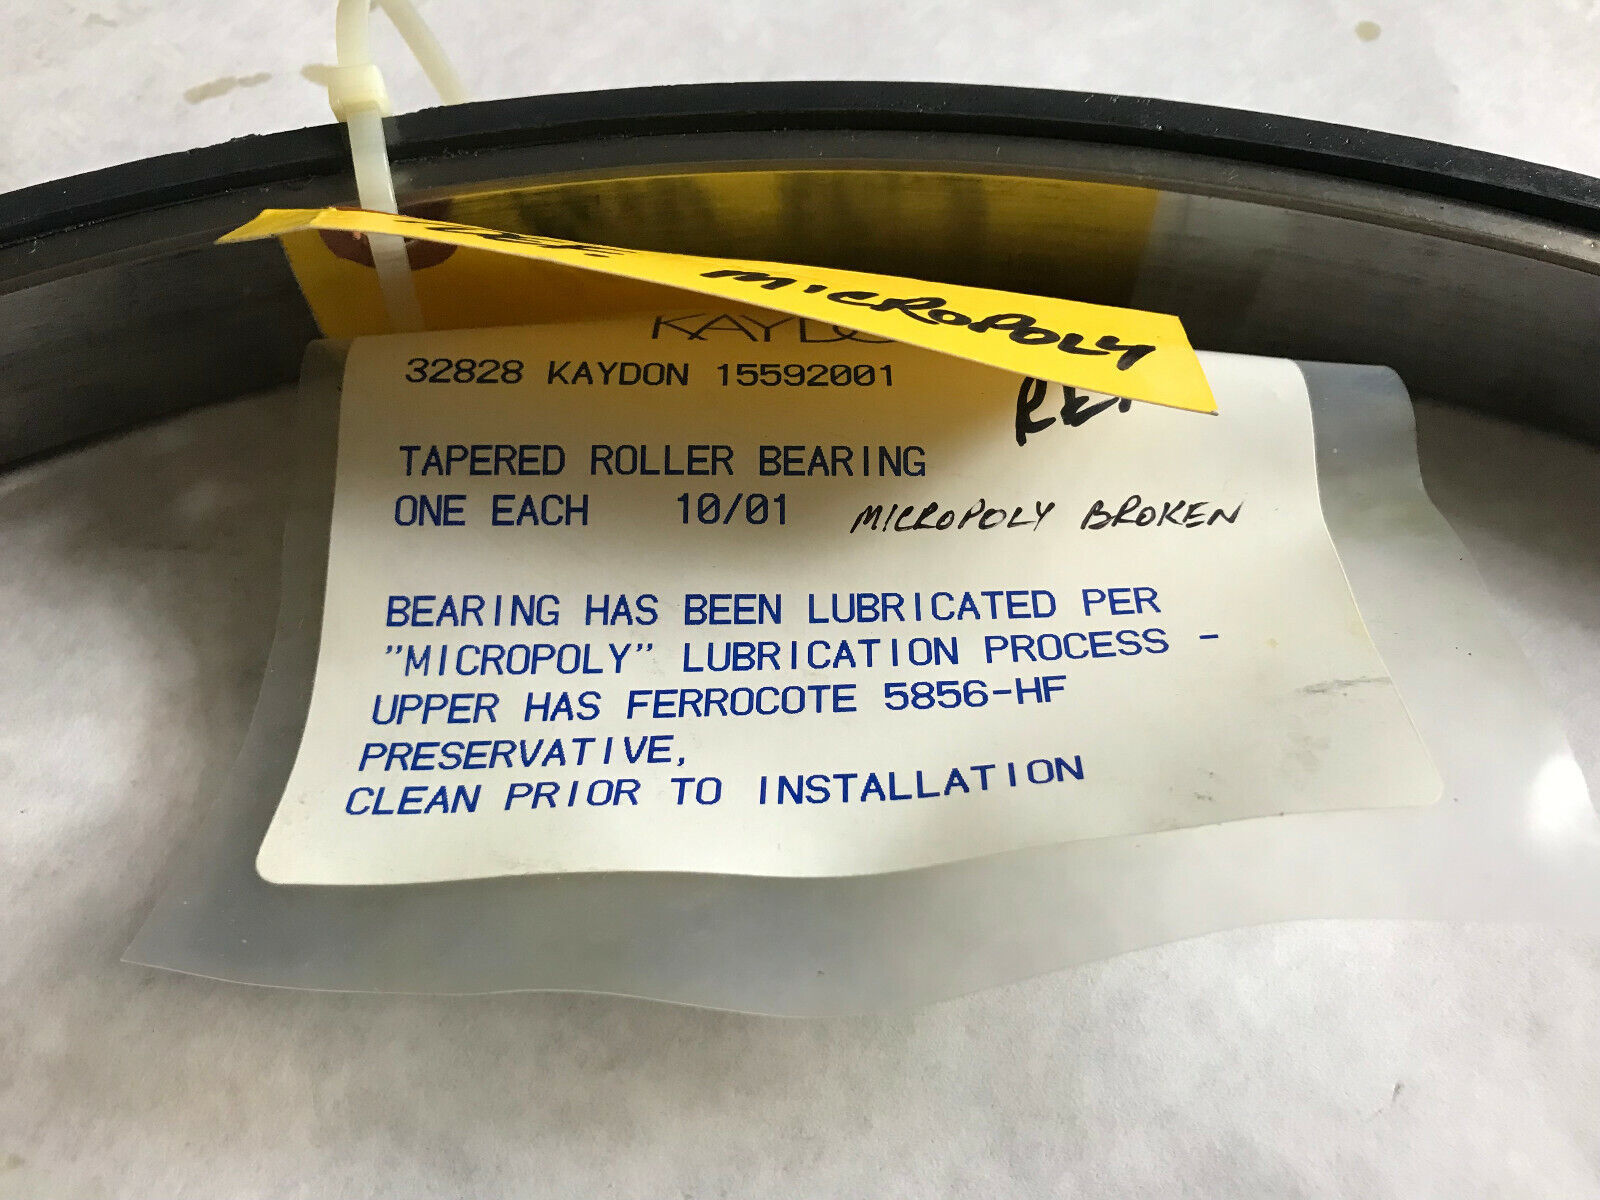 MICROPOLY
KAYDO
32828 KAYDON 15592001
TAPERED ROLLER BEARING
ONE EACH 10/01 MICROPOLY BROKEN
BEARING HAS BEEN LUBRICATED PER
"MICROPOLY" LUBRICATION PROCESS -
UPPER HAS FERROCOTE 5856-HF
PRESERVATIVE,
CLEAN PRIOR TO INSTALLATION